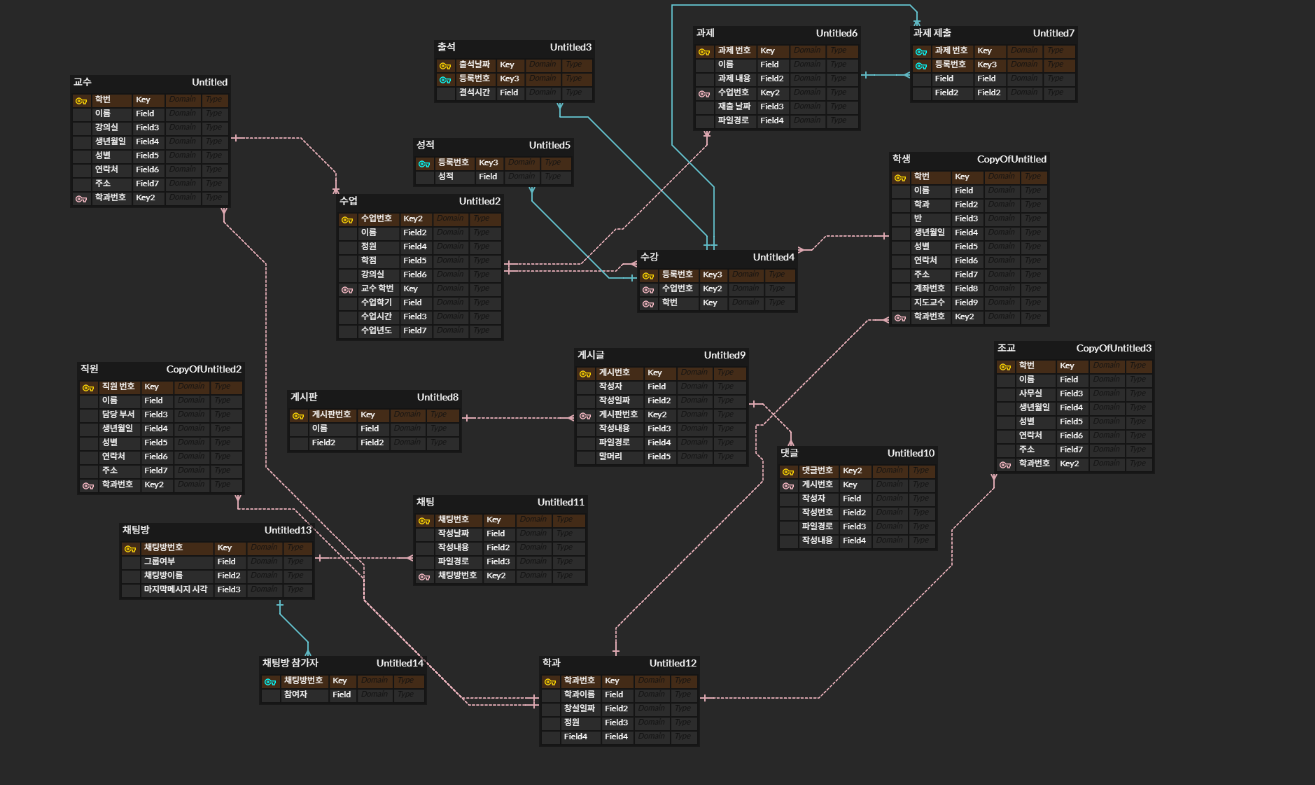 교수 Untitled
학번 Key Domain Type
이름 Field Domain Type
강의실 Field3 Domain Type
생년월일 Field4 Domain Type
성별 Field5 Domain Type
연락처 Field6 Domain Type
주소 Field7 Domain Type
학과번호 Key2 Domain Type
출석 Untitled3
출석날짜 Key Domain Type
등록번호 Key3 Domain Type
결석시간 Field Domain Type
성적 Untitled5
등록번호 Key3 Domain Type
성적 Field Domain Type
수업 Untitled2
수업번호 Key2 Domain Type
이름 Field2 Domain Type
정원 Field4 Domain Type
학점 Field5 Domain Type
강의실 Field6 Domain Type
교수 학번 Key Domain Type
수업학기 Field Domain Type
수업시간 Field3 Domain Type
수업년도 Field7 Domain Type
과제 Untitled6
과제 번호 Key Domain Type
이름 Field Domain Type
과제 내용 Field2 Domain Type
수업번호 Key2 Domain Type
재출 날짜 Field3 Domain Type
파일경로 Field4 Domain Type
과제 제출 Untitled7
과제 번호 Key Domain Type
등록번호 Key3 Domain Type
Field Field Domain Type
Field2 Field2 Domain Type
수강 Untitled4
등록번호 Key3 Domain Type
수업번호 Key2 Domain Type
학번 Key Domain Type
학생 CopyOfUntitled
학번 Key Domain Type
이름 Field Domain Type
학과 Field2 Domain Type
반 Field3 Domain Type
생년월일 Field4 Domain Type
성별 Field5 Domain Type
연락처 Field6 Domain Type
주소 Field7 Domain Type
계좌번호 Field8 Domain Type
지도교수 Field9 Domain Type
학과번호 Key2 Domain Type
직원 CopyOfUntitled2
직원 번호 Key Domain Type
이름 Field Domain Type
담당 부서 Field3 Domain Type
생년월일 Field4 Domain Type
성별 Field5 Domain Type
연락처 Field6 Domain Type
주소 Field7 Domain Type
학과번호 Key2 Domain Type
게시판 Untitled8
게시판번호 Key Domain Type
이름 Field Domain Type
Field2 Field2 Domain Type
게시글 Untitled9
게시번호 Key Domain Type
작성자 Field Domain Type
작성일짜 Field2 Domain Type
게시판번호 Key2 Domain Type
작성내용 Field3 Domain Type
파일경로 Field4 Domain Type
말머리 Field5 Domain Type
조교 CopyOfUntitled3
학번 Key Domain Type
이름 Field Domain Type
사무실 Field3 Domain Type
생년월일 Field4 Domain Type
성별 Field5 Domain Type
연락처 Field6 Domain Type
주소 Field7 Domain Type
학과번호 Key2 Domain Type
댓글 Untitled10
댓글번호 Key2 Domain Type
게시번호 Key Domain Type
작성자 Field Domain Type
작성번호 Field2 Domain Type
파일경로 Field3 Domain Type
작성내용 Field4 Domain Type
채팅 Untitled11
채팅번호 Key Domain Type
작성날짜 Field Domain Type
작성내용 Field2 Domain Type
파일경로 Field3 Domain Type
채팅방번호 Key2 Domain Type
채팅방 Untitled13
채팅방번호 Key Domain Type
그룹여부 Field Domain Type
채팅방이름 Field2 Domain Type
마지막메시지 시각 Field3 Domain Type
채팅방 참가자 Untitled14
채팅방번호 Key Domain Type
참여자 Field Domain Type
학과 Untitled12
학과번호 Key Domain Type
학과이름 Field Domain Type
창설일짜 Field2 Domain Type
정원 Field3 Domain Type
Field4 Field4 Domain Type